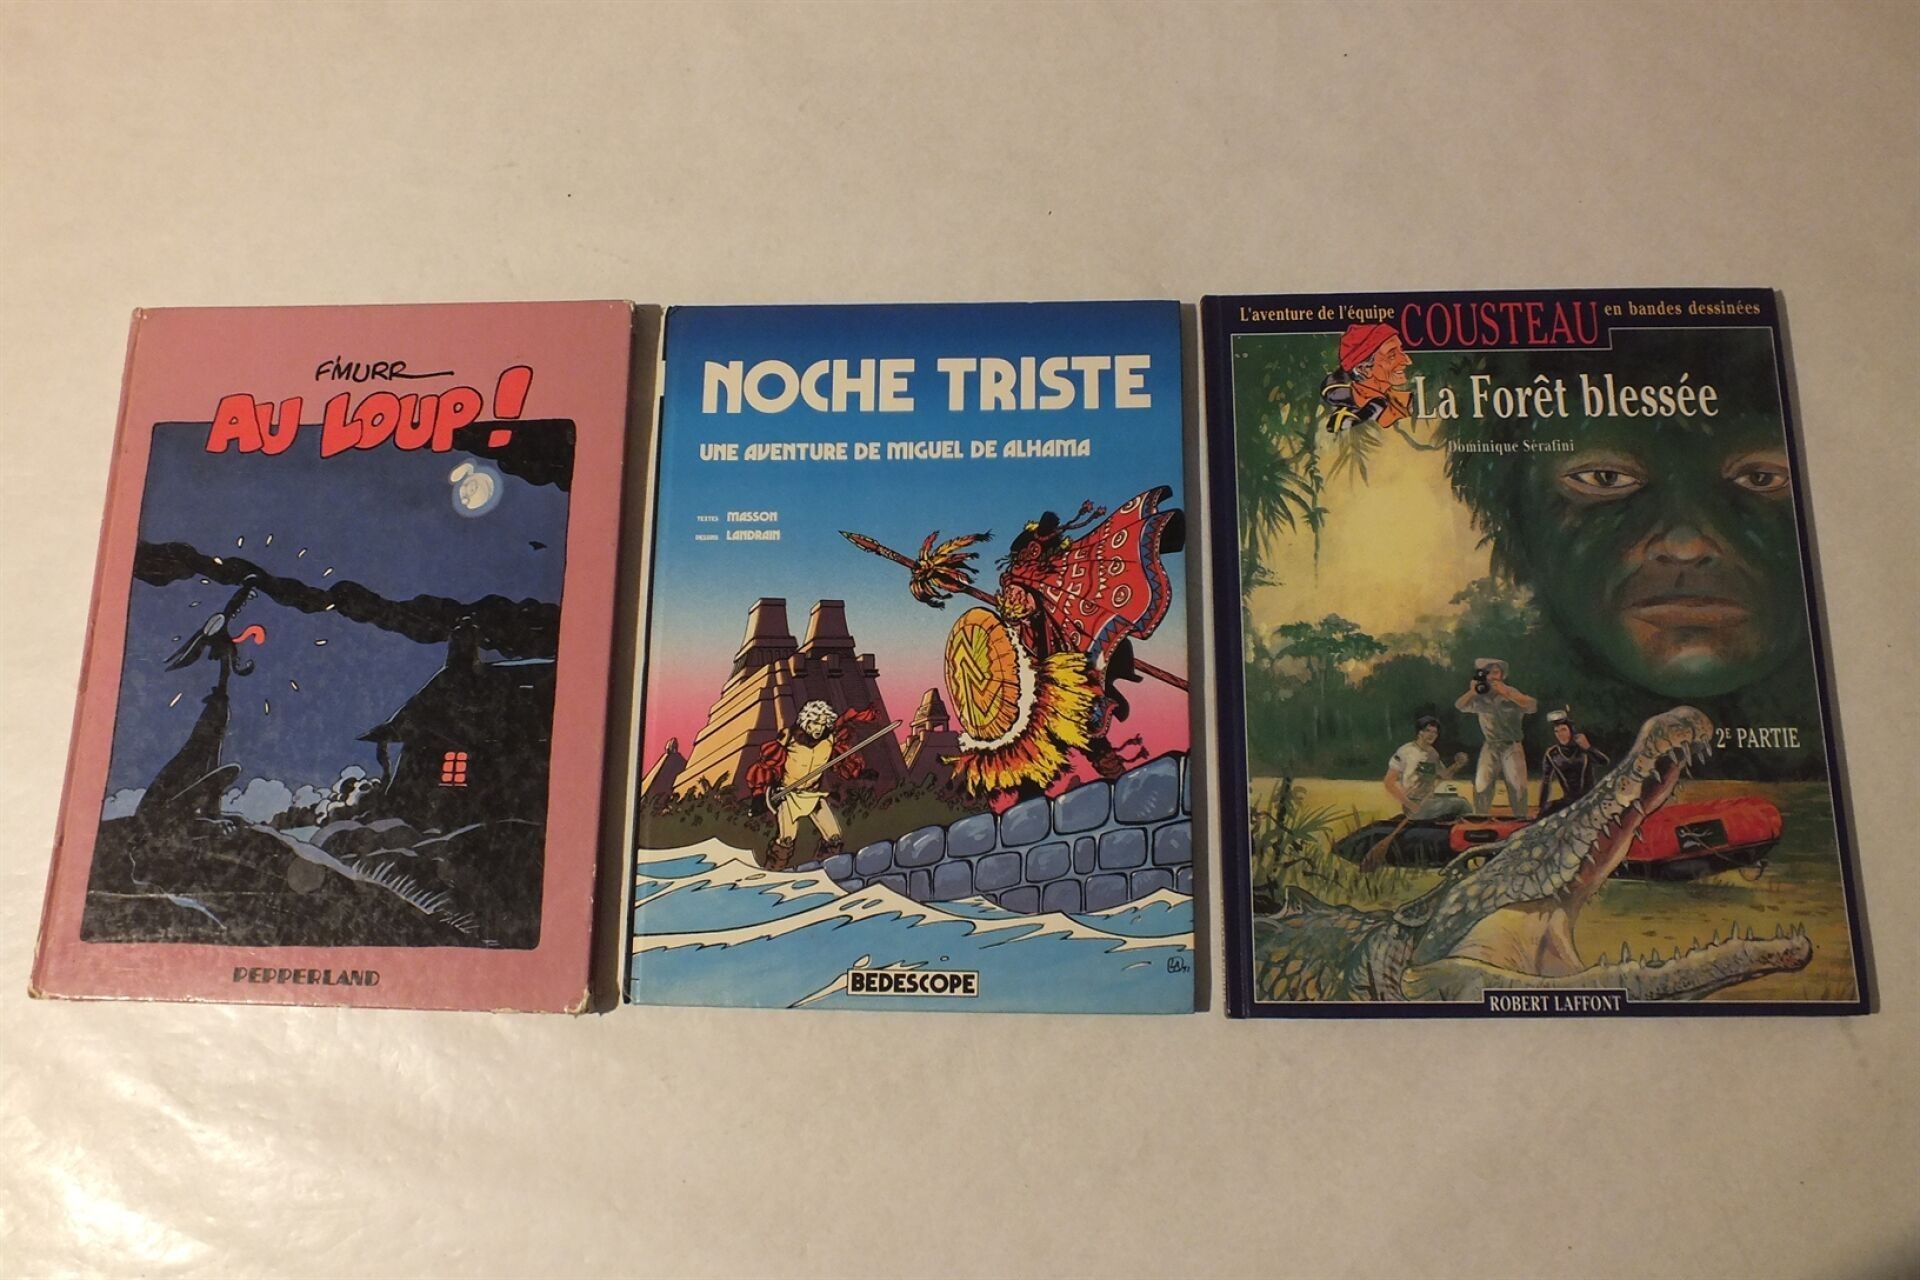 F'MURR
AU LOUP!
PEPPERLAND
NOCHE TRISTE
UNE AVENTURE DE MIGUEL DE ALHAMA
TEXTES MASSON
DESSINS LANDRAIN
BEDESCOPE
L'aventure de l'équipe COUSTEAU en bandes dessinées
La Forêt blessée
Dominique Sérafini
2E PARTIE
ROBERT LAFFONT